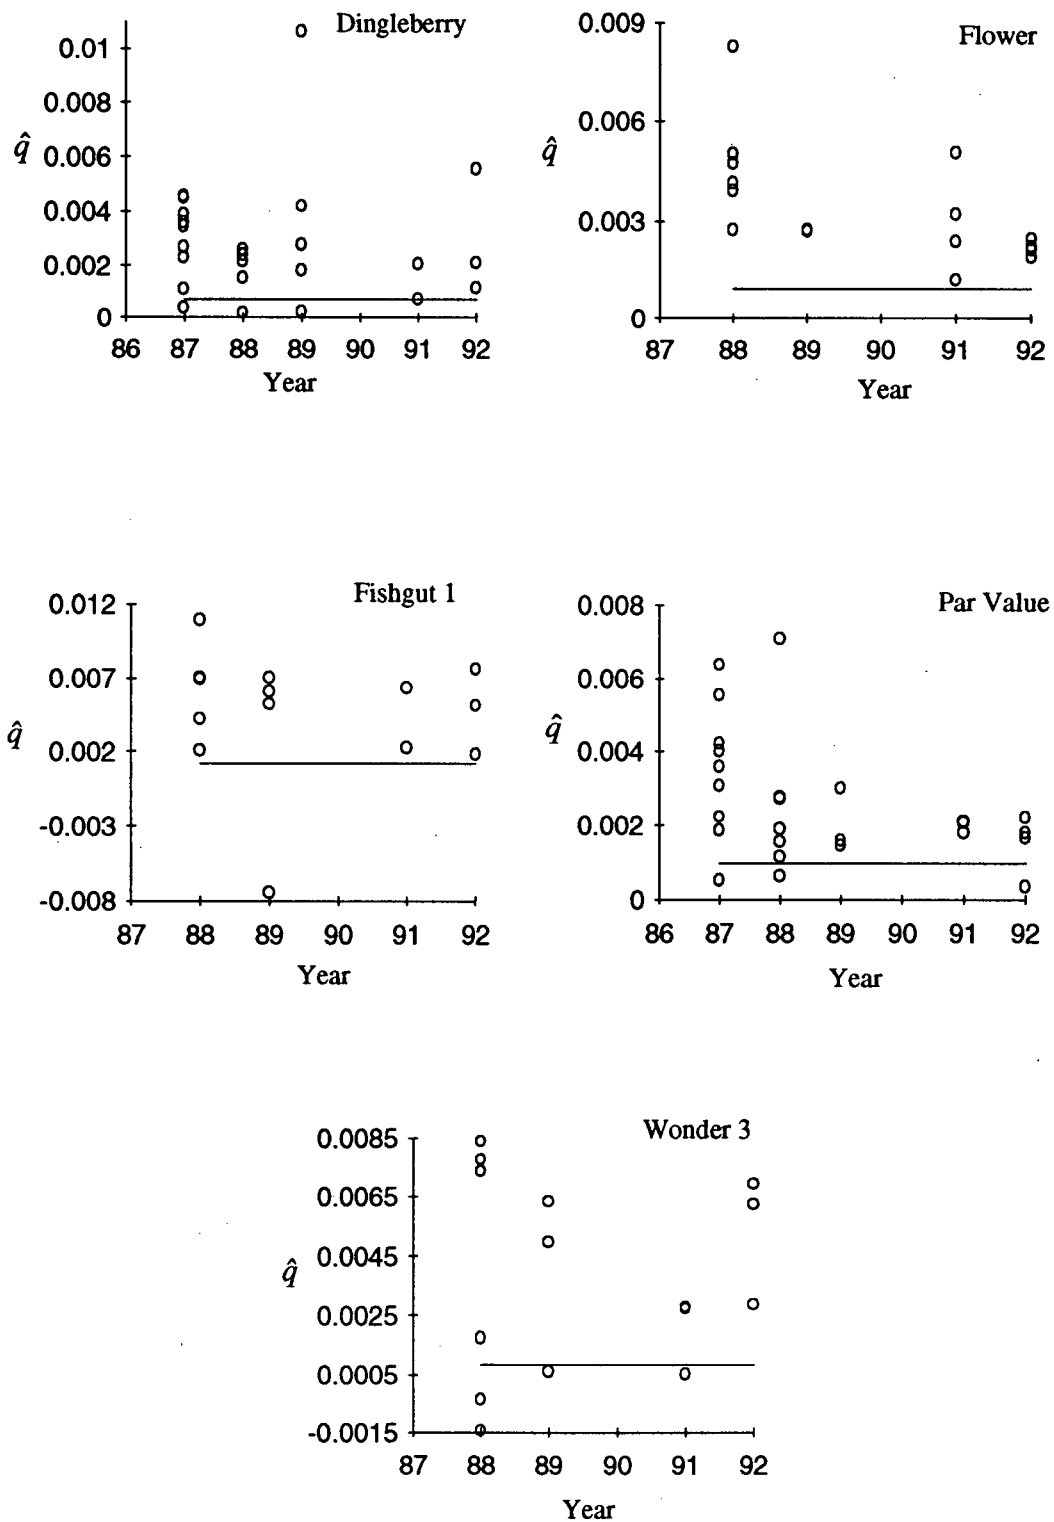 Dingleberry
0.01
0.008
0.006
0.004
0.002
0
q̂
86 87 88 89 90 91 92
Year
Flower
0.009
0.006
0.003
0
q̂
87 88 89 90 91 92
Year
Fishgut 1
0.012
0.007
0.002
-0.003
-0.008
q̂
87 88 89 90 91 92
Year
Par Value
0.008
0.006
0.004
0.002
0
q̂
86 87 88 89 90 91 92
Year
Wonder 3
0.0085
0.0065
0.0045
0.0025
0.0005
-0.0015
q̂
87 88 89 90 91 92
Year